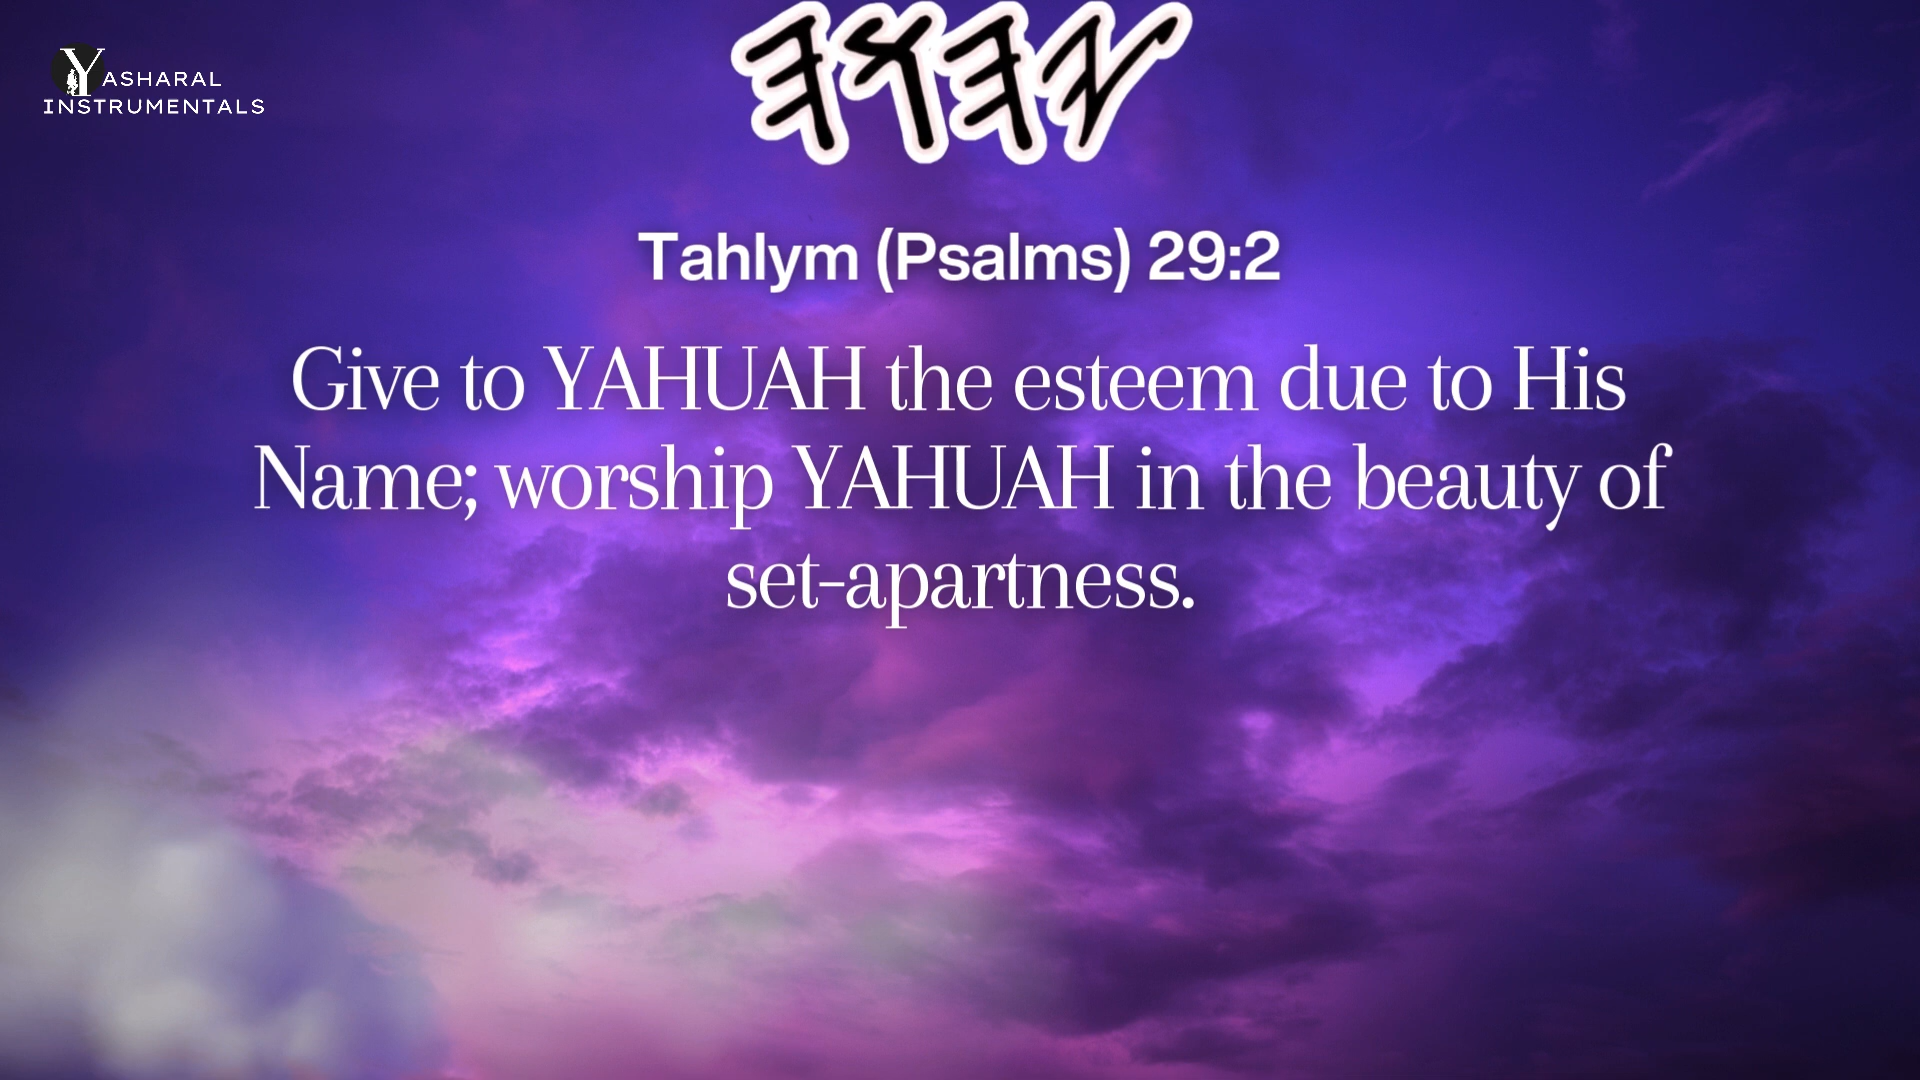 𐤉𐤄𐤅𐤄
YASHARAL
INSTRUMENTALS
Tahlym (Psalms) 29:2
Give to YAHUAH the esteem due to His
Name; worship YAHUAH in the beauty of
set-apartness.